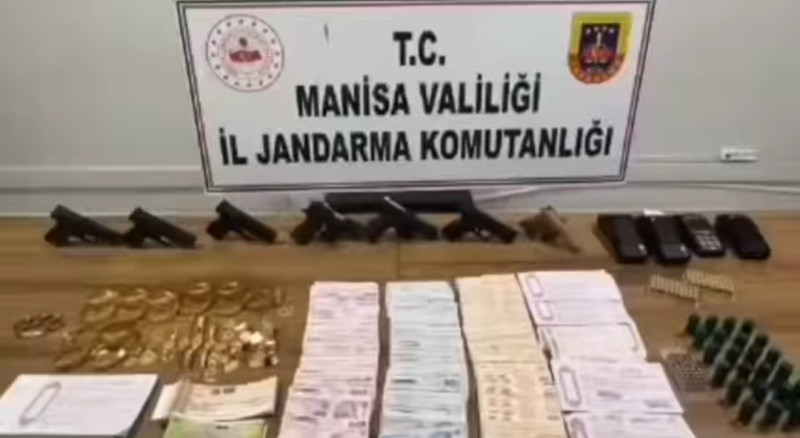 T.C.
MANİSA VALİLİĞİ
İL JANDARMA KOMUTANLIĞI